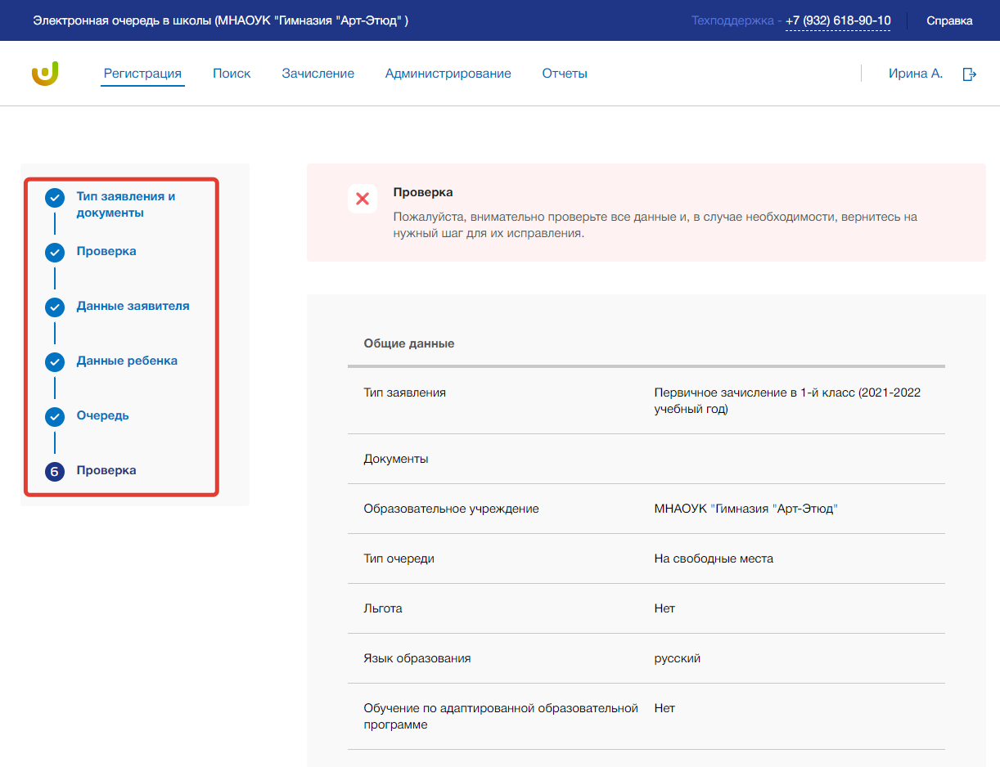 Электронная очередь в школы (МНАОУК "Гимназия "Арт-Этюд" )
Техподдержка - +7 (932) 618-90-10
Справка
Регистрация
Поиск
Зачисление
Администрирование
Отчеты
Ирина А.
Тип заявления и
документы
Проверка
Данные заявителя
Данные ребенка
Очередь
6 Проверка
Проверка
Пожалуйста, внимательно проверьте все данные и, в случае необходимости, вернитесь на
нужный шаг для их исправления.
Общие данные
Тип заявления
Первичное зачисление в 1-й класс (2021-2022
учебный год)
Документы
Образовательное учреждение
МНАОУК "Гимназия "Арт-Этюд"
Тип очереди
На свободные места
Льгота
Нет
Язык образования
русский
Обучение по адаптированной образовательной
программе
Нет